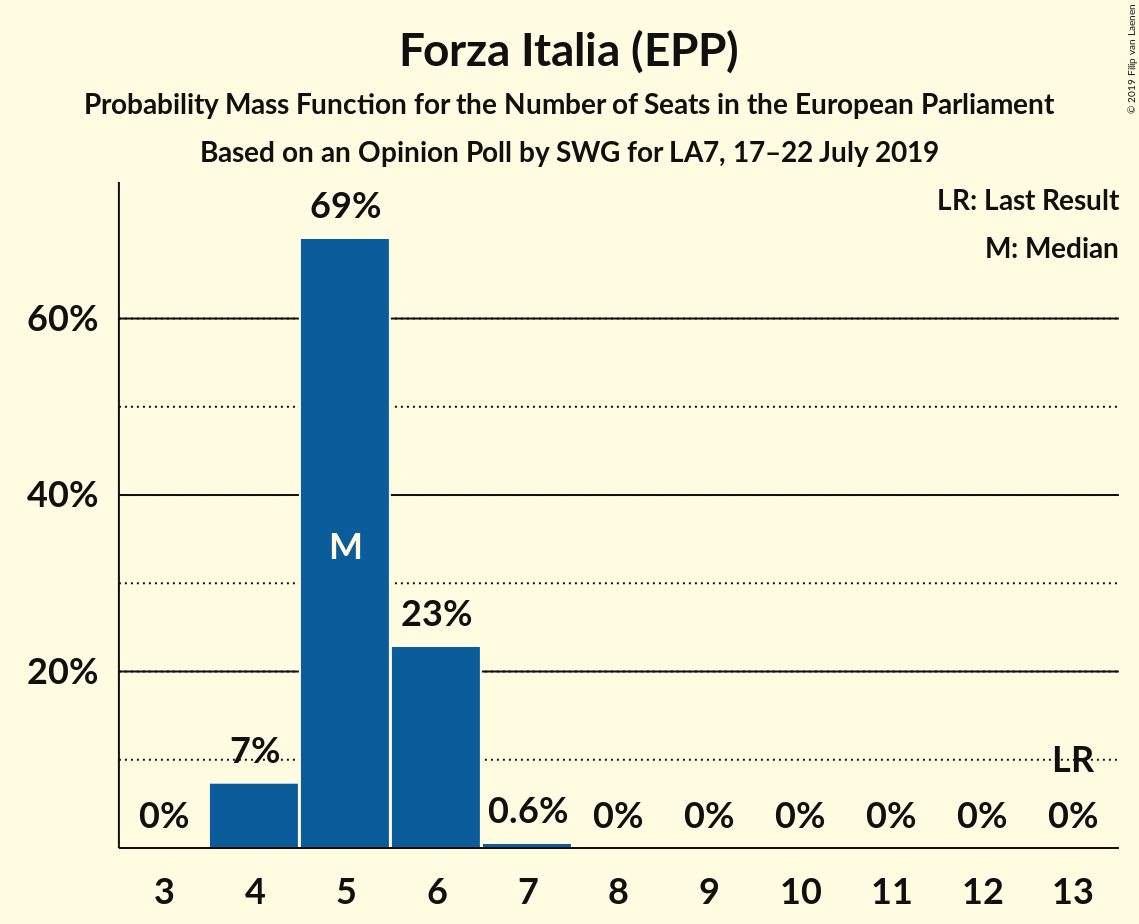 Forza Italia (EPP)
Probability Mass Function for the Number of Seats in the European Parliament
Based on an Opinion Poll by SWG for LA7, 17–22 July 2019
© 2019 Filip van Laenen
LR: Last Result
M: Median
69%
60%
40%
M
23%
20%
7%
LR
0% 0.6% 0% 0% 0% 0% 0% 0%
3 4 5 6 7 8 9 10 11 12 13